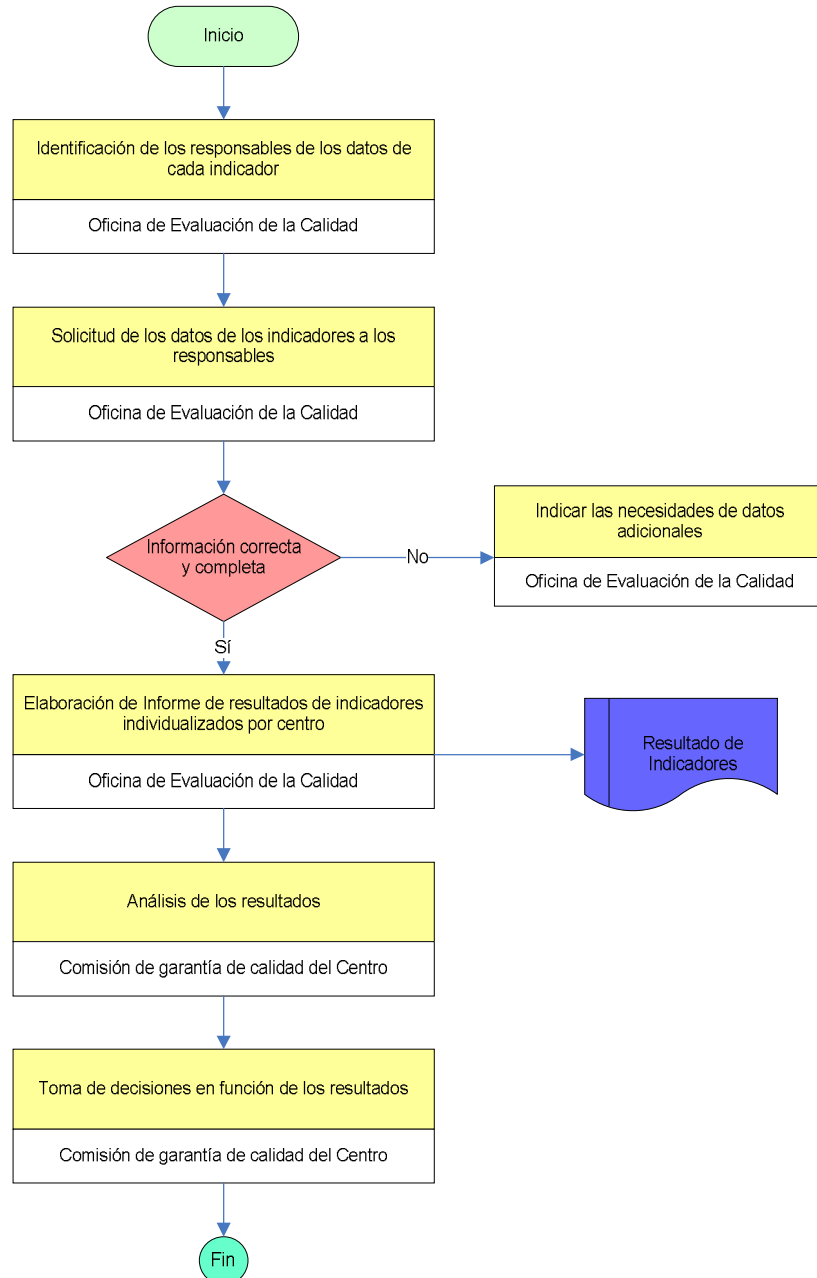 Inicio
Identificación de los responsables de los datos de
cada indicador
Oficina de Evaluación de la Calidad
Solicitud de los datos de los indicadores a los
responsables
Oficina de Evaluación de la Calidad
Información correcta
y completa
No
Indicar las necesidades de datos
adicionales
Oficina de Evaluación de la Calidad
Sí
Elaboración de Informe de resultados de indicadores
individualizados por centro
Oficina de Evaluación de la Calidad
Resultado de
Indicadores
Análisis de los resultados
Comisión de garantía de calidad del Centro
Toma de decisiones en función de los resultados
Comisión de garantía de calidad del Centro
Fin